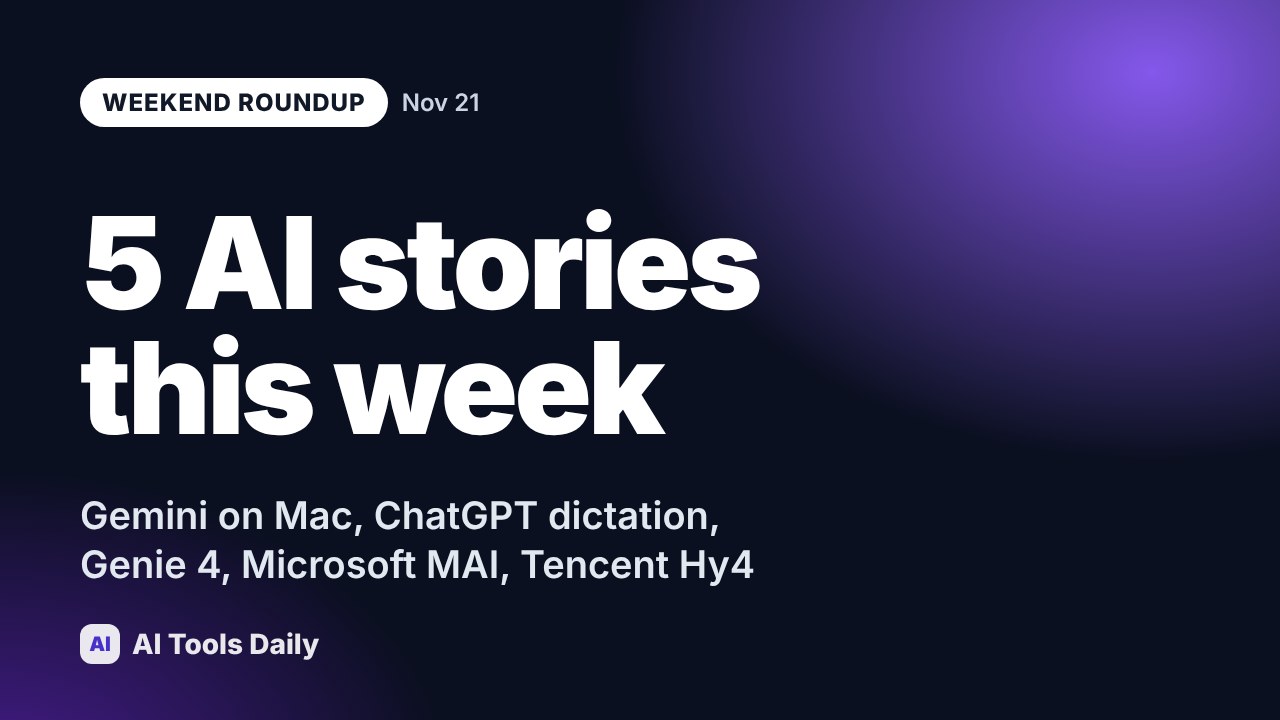 WEEKEND ROUNDUP Nov 21
5 AI stories
this week
Gemini on Mac, ChatGPT dictation,
Genie 4, Microsoft MAI, Tencent Hy4
AI AI Tools Daily